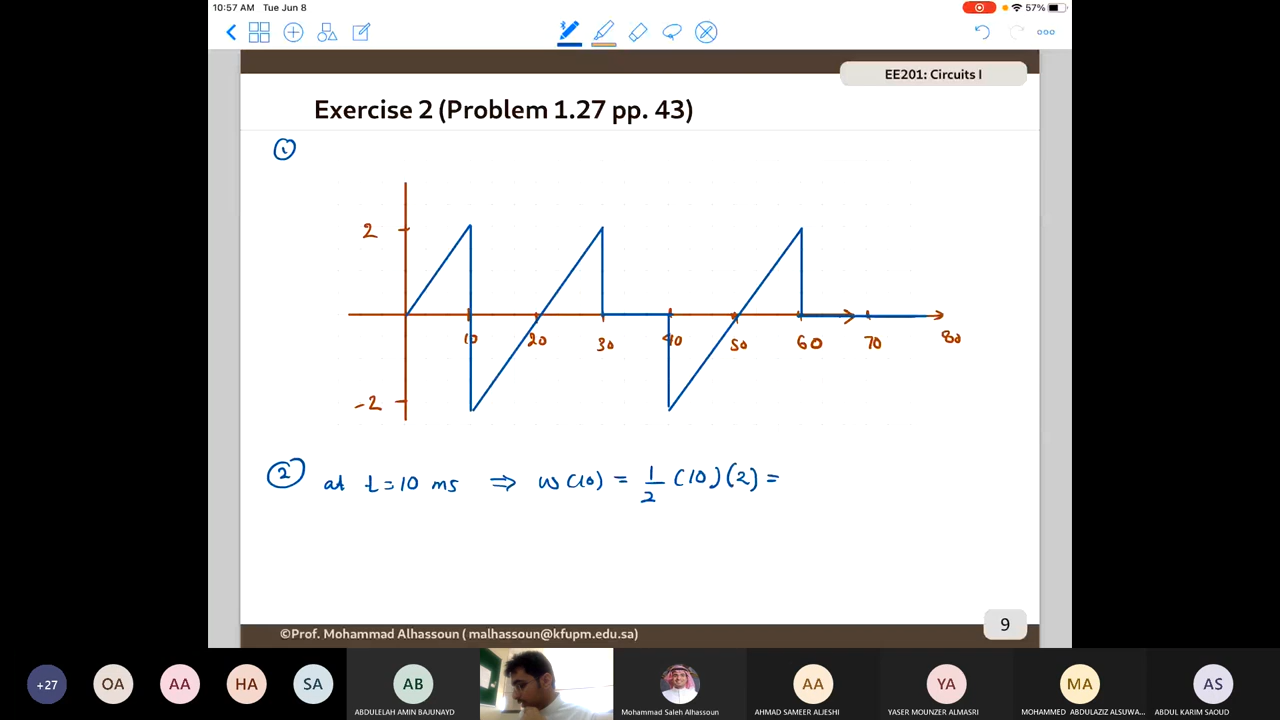 10:57 AM Tue Jun 8
57%
EE201: Circuits I
Exercise 2 (Problem 1.27 pp. 43)
1
2
10 20 30 40 50 60 70 80
-2
2 at t=10 ms ⇒ w(10) = 1/2 (10)(2) =
9
©Prof. Mohammad Alhassoun ( malhassoun@kfupm.edu.sa)
+27 OA AA HA SA AB AA YA MA AS
ABDULELAH AMIN BAJUNAYD Mohammad Saleh Alhassoun AHMAD SAMEER ALJESHI YASER MOUNZER ALMASRI MOHAMMED ABDULAZIZ ALSUWA... ABDUL KARIM SAOUD